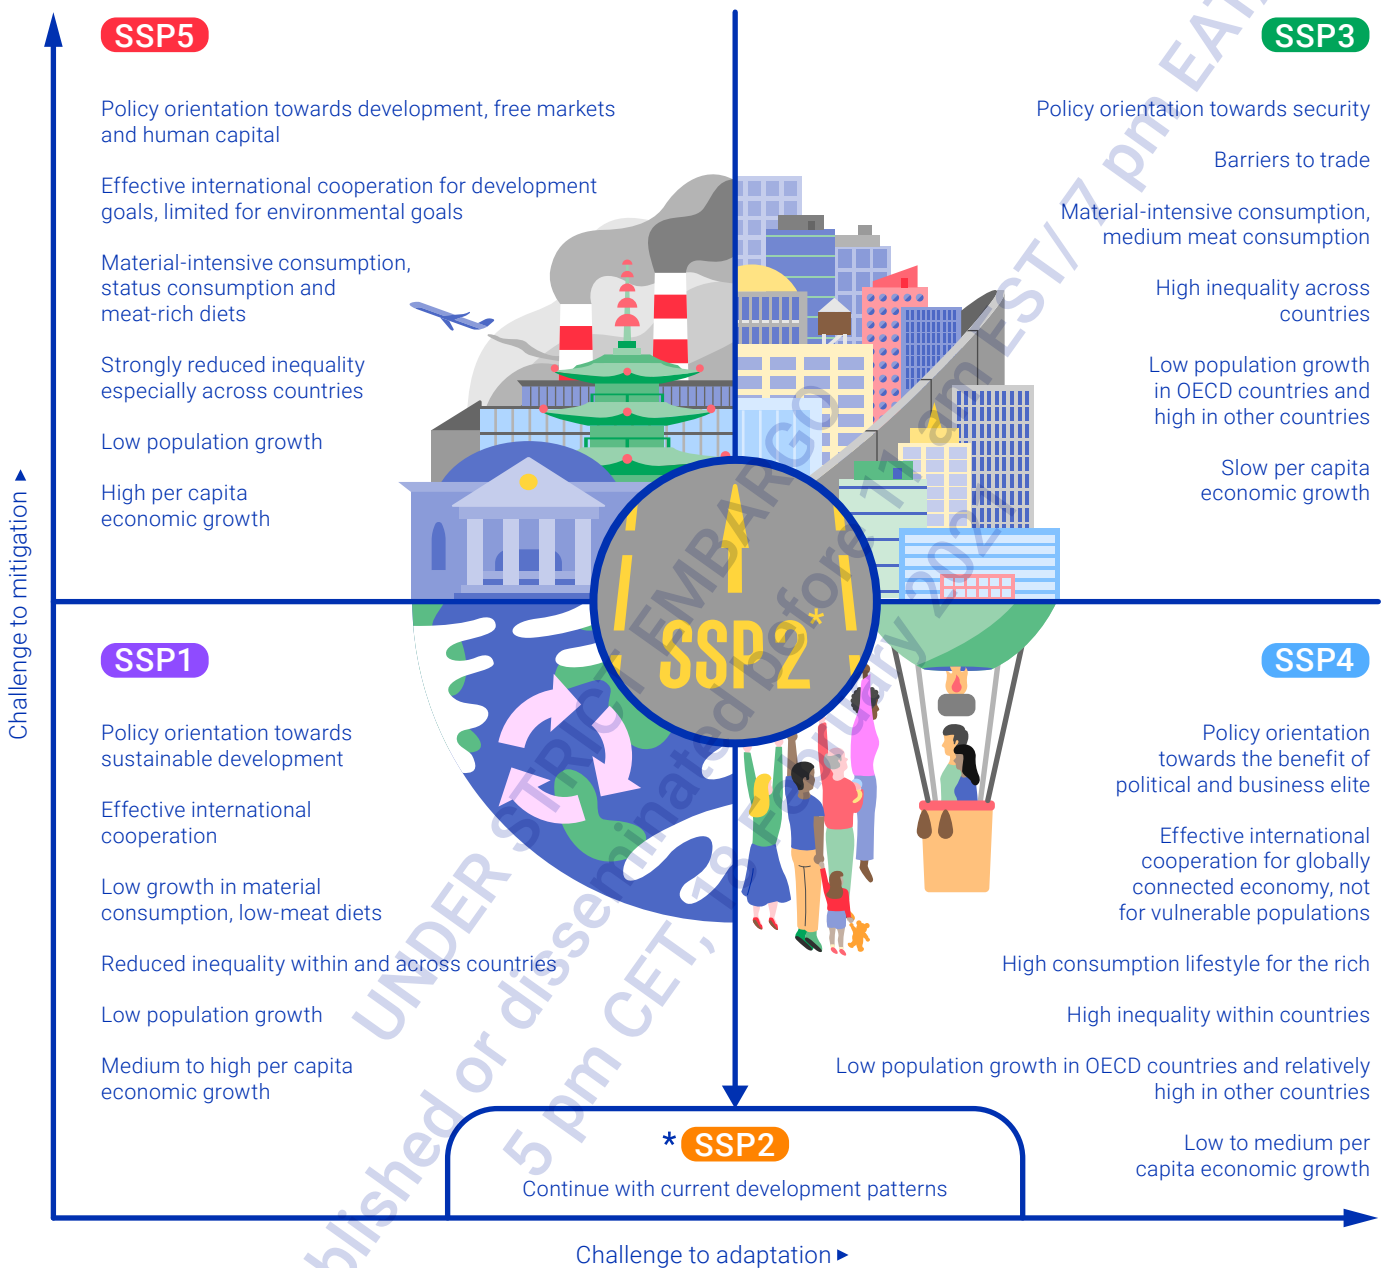 SSP5
Policy orientation towards development, free markets
and human capital
Effective international cooperation for development
goals, limited for environmental goals
Material-intensive consumption,
status consumption and
meat-rich diets
Strongly reduced inequality
especially across countries
Low population growth
High per capita
economic growth
SSP3
Policy orientation towards security
Barriers to trade
Material-intensive consumption,
medium meat consumption
High inequality across
countries
Low population growth
in OECD countries and
high in other countries
Slow per capita
economic growth
Challenge to mitigation ▸
SSP2*
SSP1
Policy orientation towards
sustainable development
Effective international
cooperation
Low growth in material
consumption, low-meat diets
Reduced inequality within and across countries
Low population growth
Medium to high per capita
economic growth
SSP4
Policy orientation
towards the benefit of
political and business elite
Effective international
cooperation for globally
connected economy, not
for vulnerable populations
High consumption lifestyle for the rich
High inequality within countries
Low population growth in OECD countries and relatively
high in other countries
Low to medium per
capita economic growth
* SSP2
Continue with current development patterns
Challenge to adaptation ▸
UNDER STRICT EMBARGO
or disseminated before 11 am EST/ 7 pm
5 pm CET, 18 February 2021